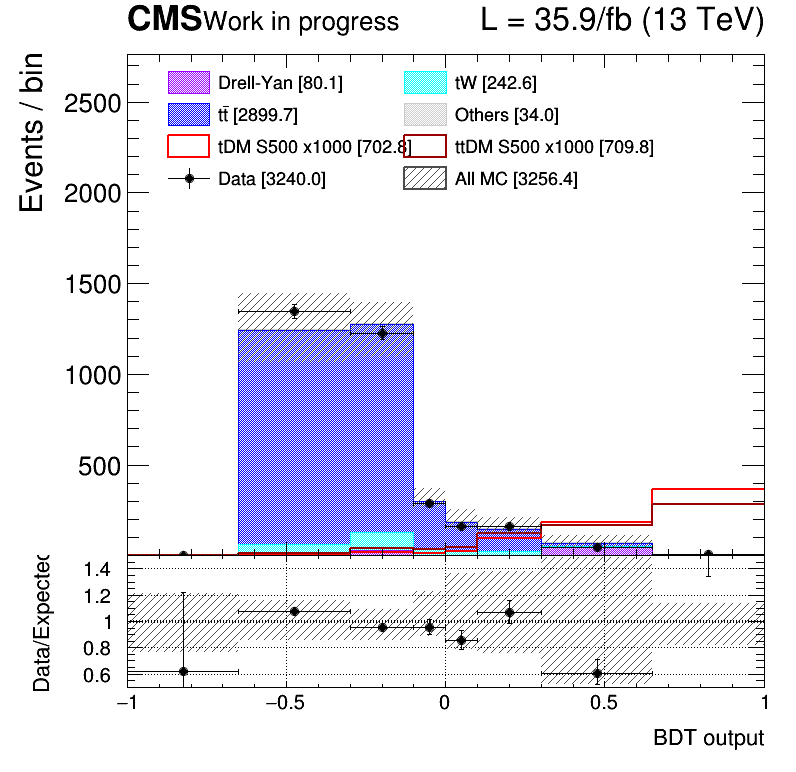 CMS Work in progress L = 35.9/fb (13 TeV)
Events / bin
2500
2000
1500
1000
500
Drell-Yan [80.1] tW [242.6]
tt̄ [2899.7] Others [34.0]
tDM S500 x1000 [702.8] ttDM S500 x1000 [709.8]
Data [3240.0] All MC [3256.4]
Data/Expected
1.4
1.2
1
0.8
0.6
−1 −0.5 0 0.5 1
BDT output